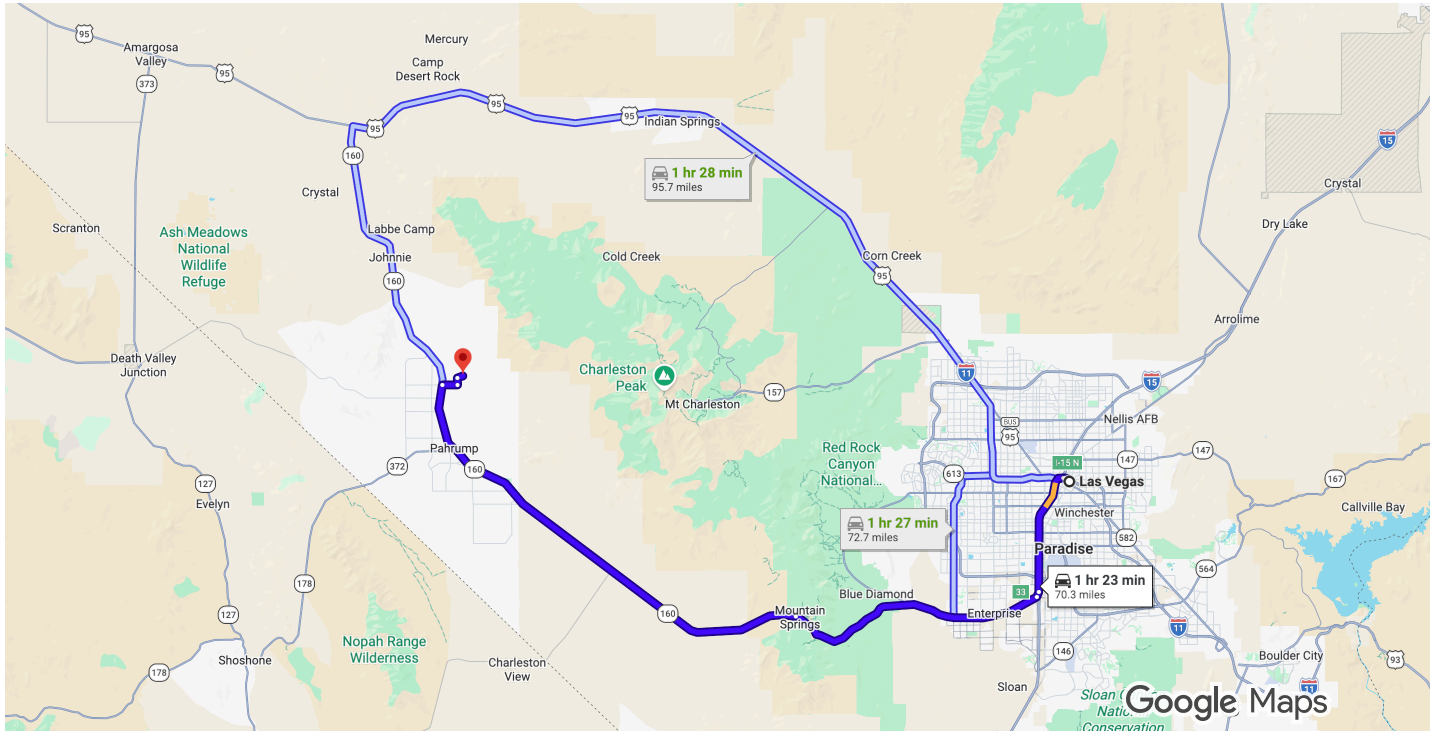 95
Amargosa
Valley
373
95
Mercury
Camp
Desert Rock
95
95
160
95
Indian Springs
1 hr 28 min
95.7 miles
15
Crystal
Crystal
Scranton
Ash Meadows
National
Wildlife
Refuge
Labbe Camp
Johnnie
160
Cold Creek
Corn Creek
95
Dry Lake
Arrolime
Death Valley
Junction
Charleston
Peak
Mt Charleston
157
11
15
Nellis AFB
BUS
95
Pahrump
372
160
Red Rock
Canyon
National...
613
I-15 N
147
147
Las Vegas
167
127
Evelyn
1 hr 27 min
72.7 miles
Winchester
582
Callville Bay
Paradise
178
564
1 hr 23 min
70.3 miles
33
Blue Diamond
Enterprise
127
160
Mountain
Springs
11
Nopah Range
Wilderness
Shoshone
178
Charleston
View
146
Boulder City
93
Sloan
11
Sloan C
Natio
Conservation
Google Maps